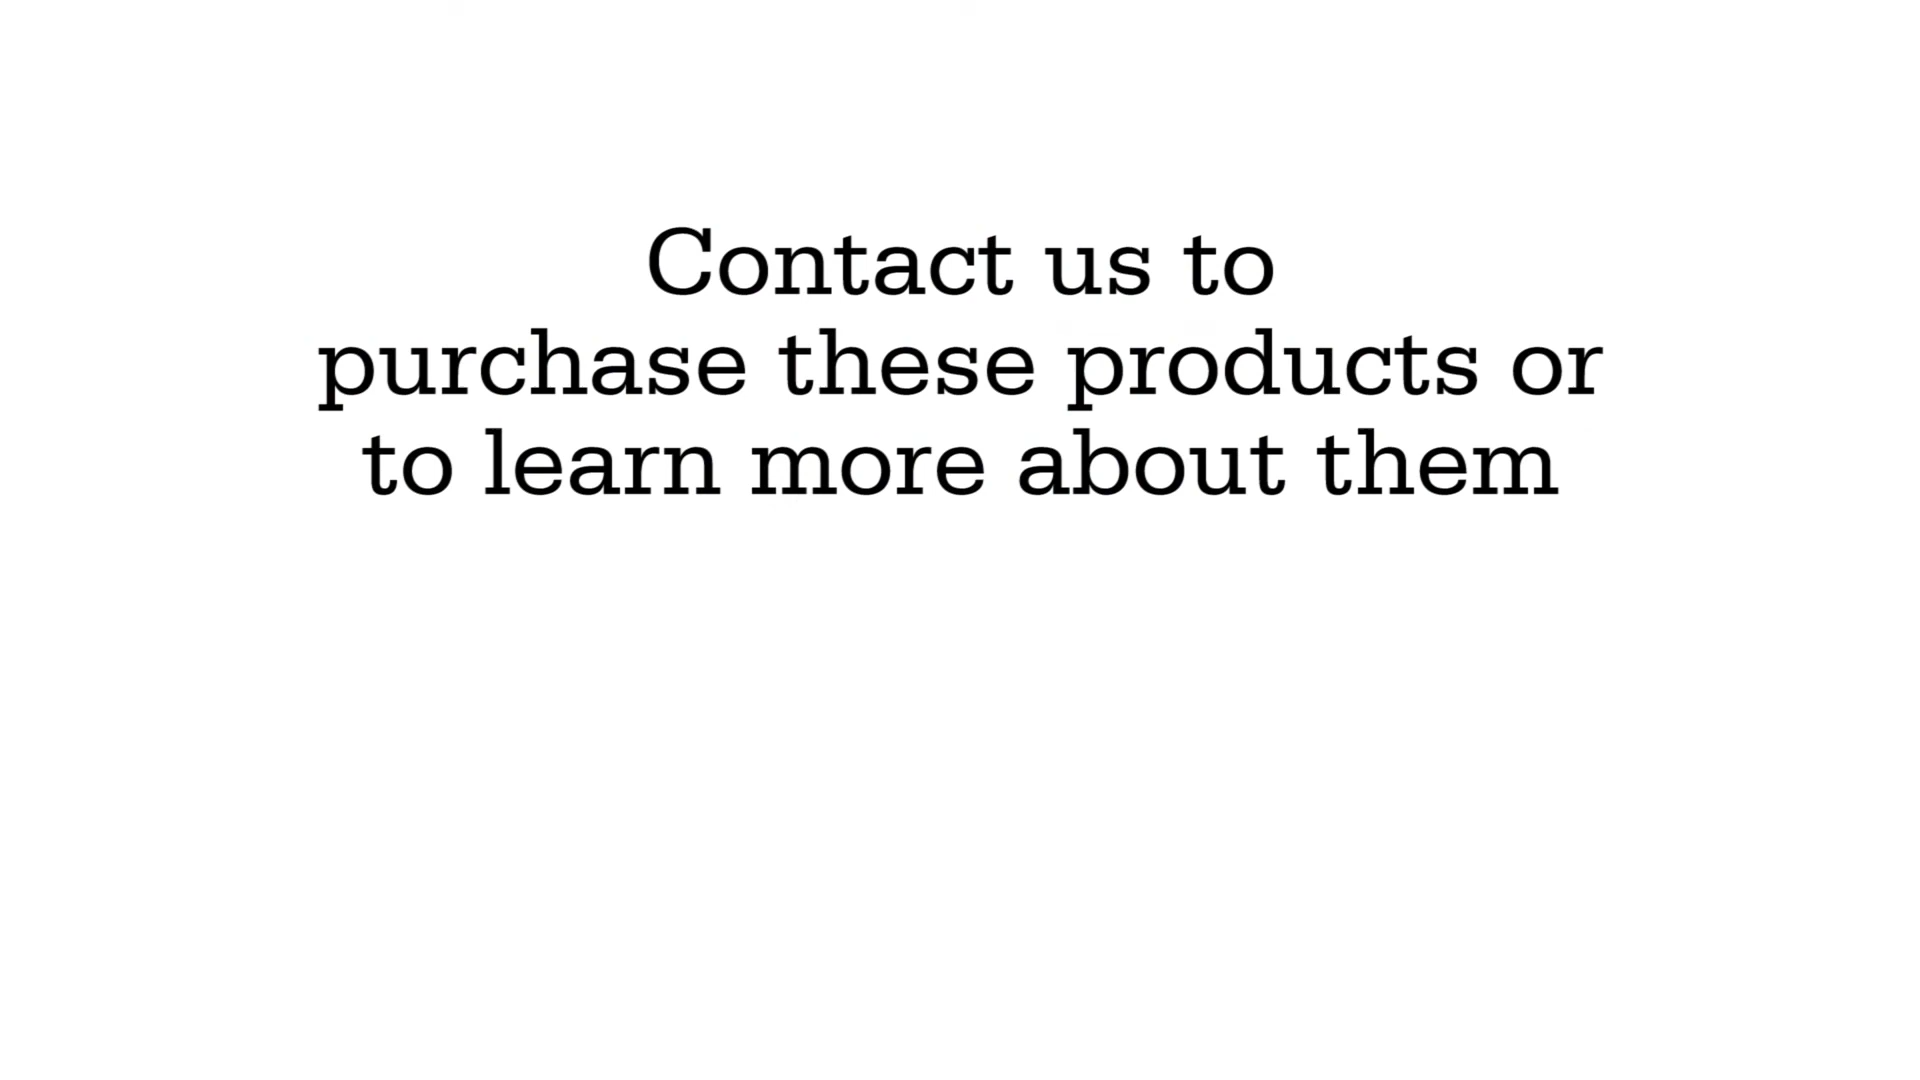 Contact us to
purchase these products or
to learn more about them